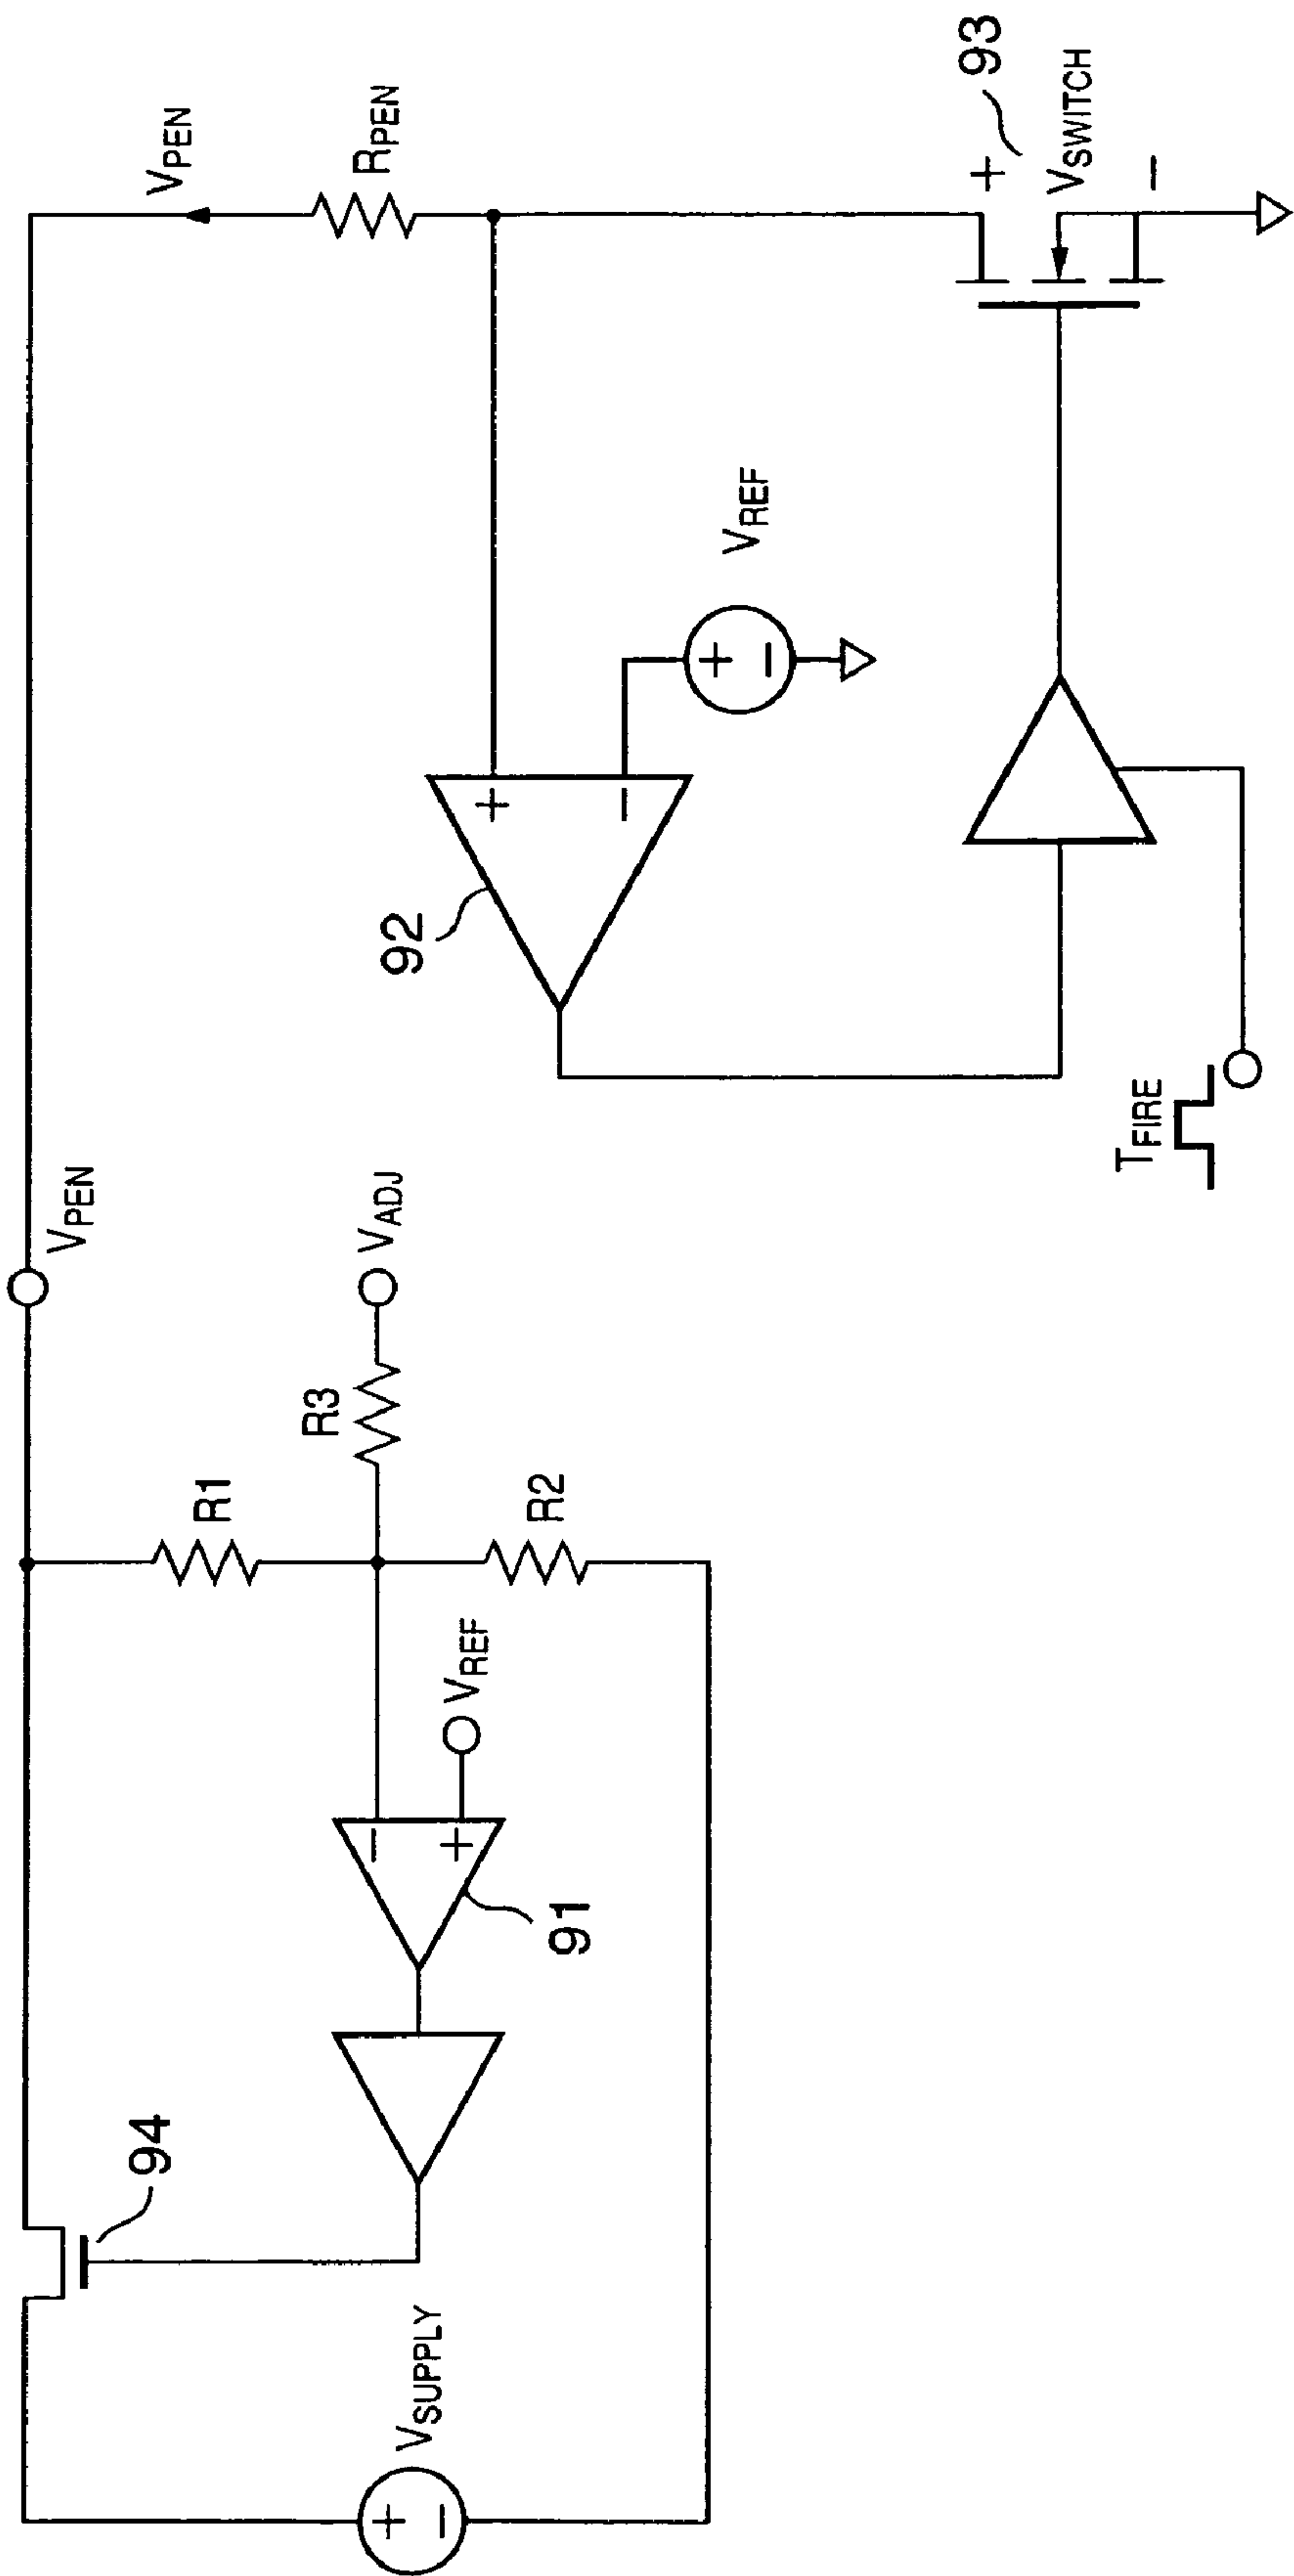 94
VSUPPLY
+
−
91
−
+
VREF
R1
R2
R3
VADJ
VPEN
TFIRE
92
+
−
VREF
+
−
VPEN
RPEN
93
+
VSWITCH
−